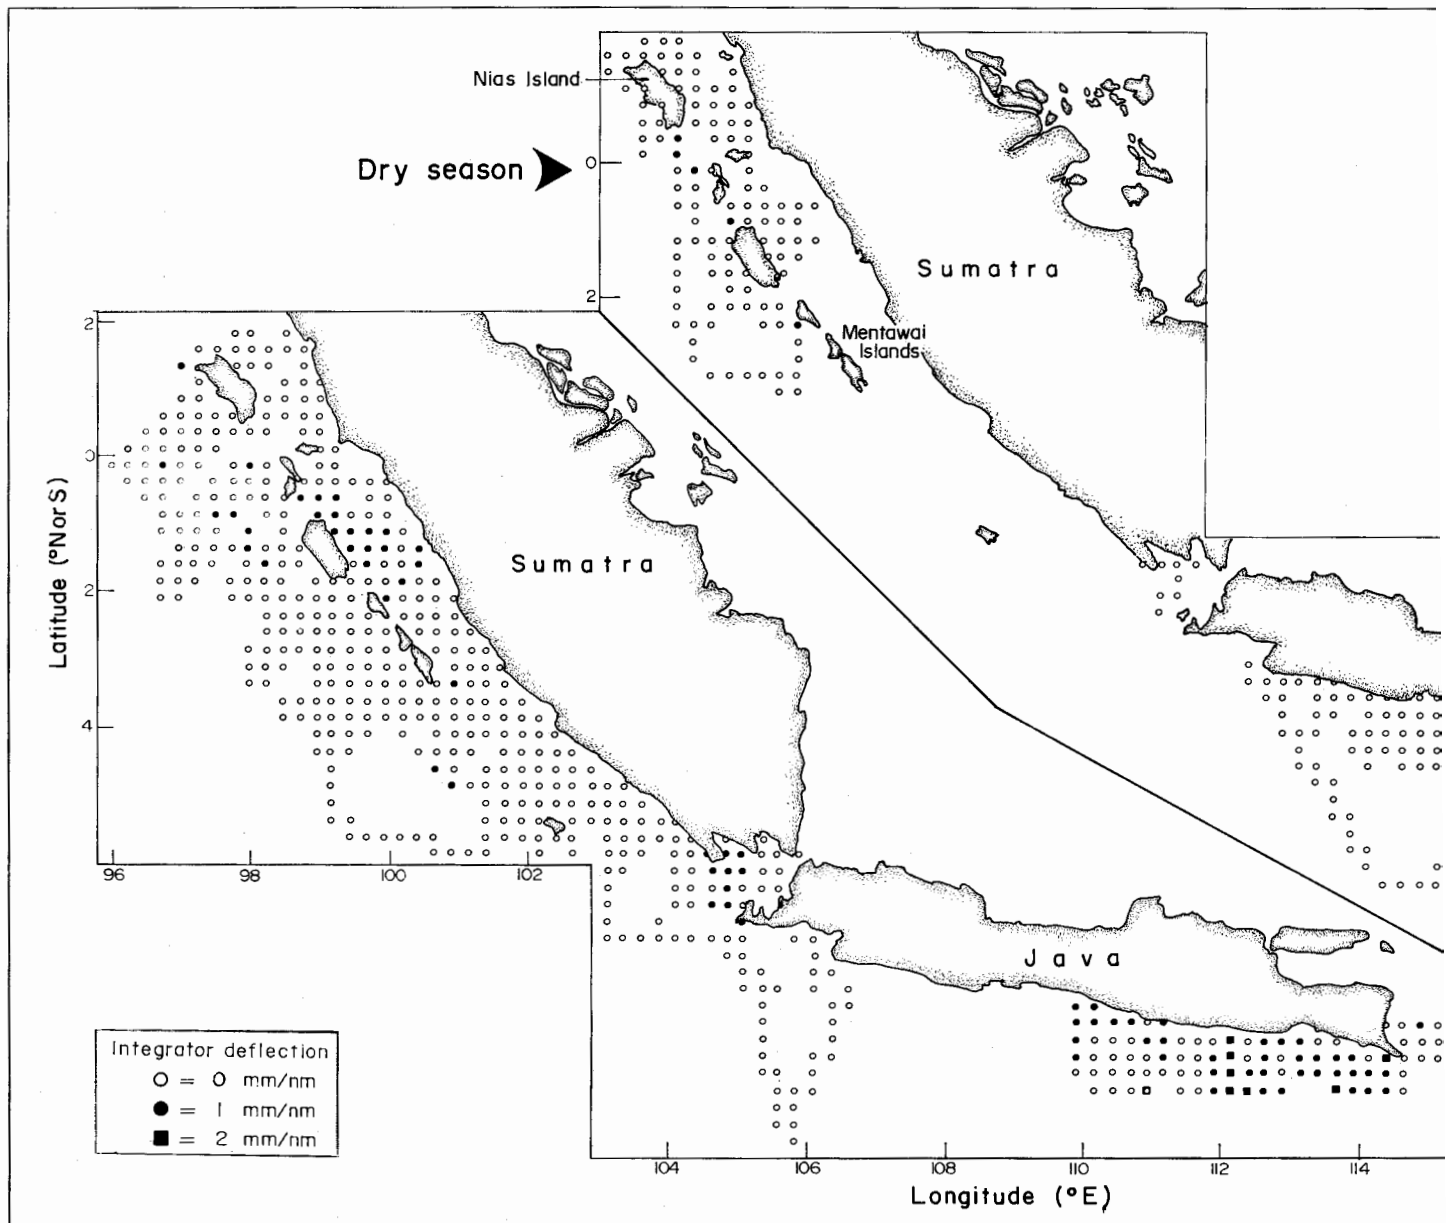 Nias Island
Dry season
0
2
Sumatra
Mentawai
Islands
2
0
2
4
Latitude (°N or S)
Sumatra
96
98
100
102
Java
Integrator deflection
○ = 0 mm/nm
● = 1 mm/nm
■ = 2 mm/nm
104
106
108
110
112
114
Longitude (°E)